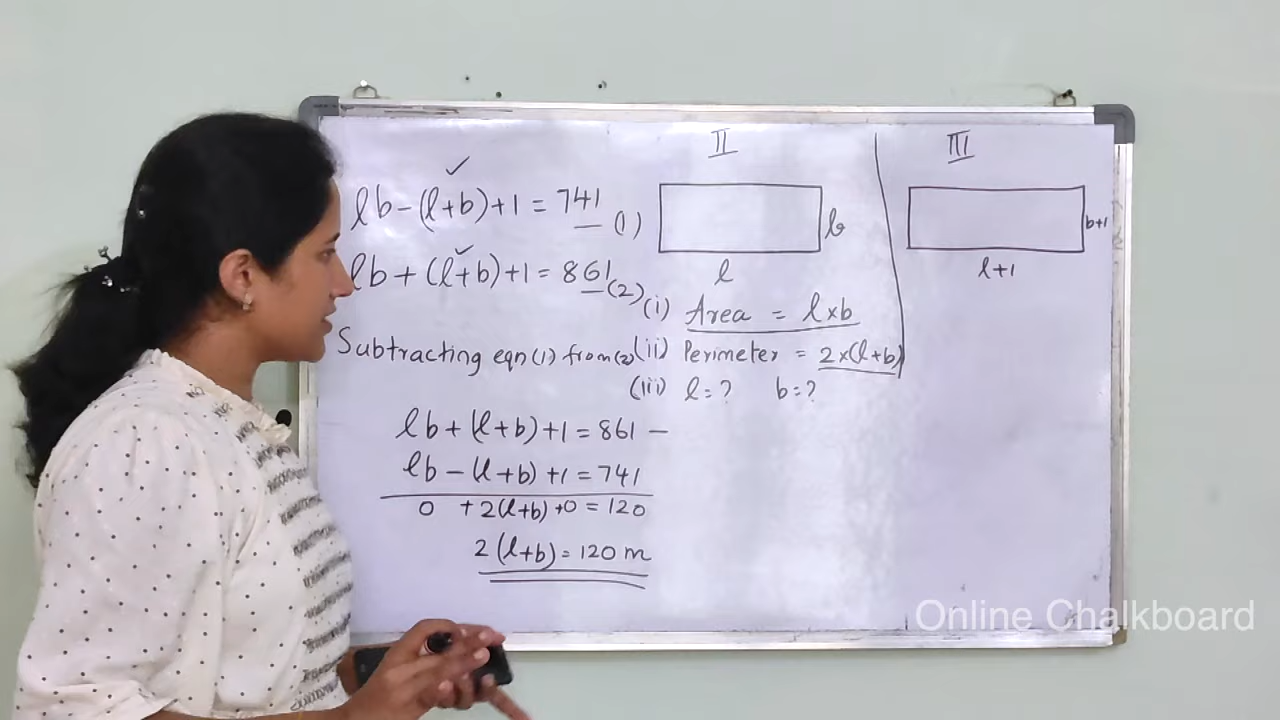 lb-(l+b)+1 = 741 (1)
lb+(l+b)+1 = 861 (2)
Subtracting eqn(1) from(2)
lb+(l+b)+1 = 861 —
lb-(l+b)+1 = 741
0 +2(l+b)+0 = 120
2(l+b) = 120 m
II
b
l
(i) Area = l×b
(ii) Perimeter = 2×(l+b)
(iii) l=? b=?
III
b+1
l+1
Online Chalkboard